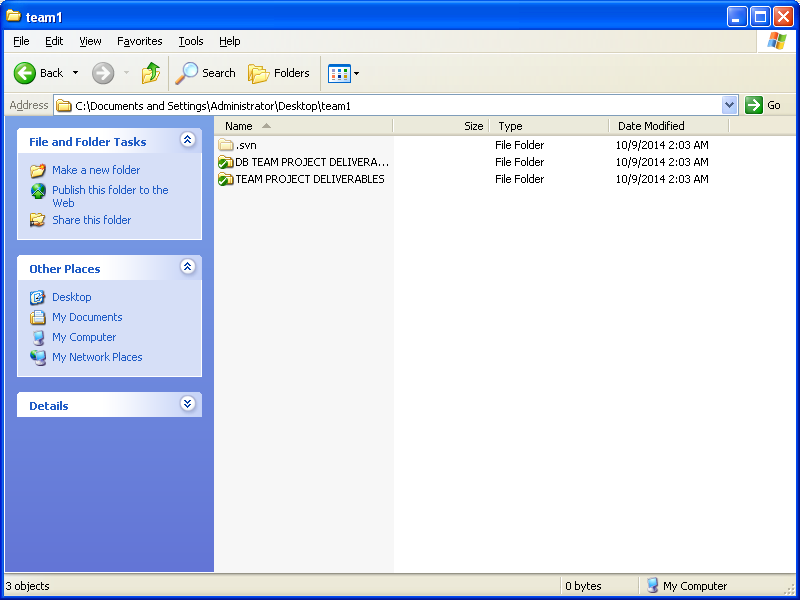 team1
File Edit View Favorites Tools Help
Back Search Folders
Address C:\Documents and Settings\Administrator\Desktop\team1 Go
File and Folder Tasks
Make a new folder
Publish this folder to the
Web
Share this folder
Other Places
Desktop
My Documents
My Computer
My Network Places
Details
Name Size Type Date Modified
.svn File Folder 10/9/2014 2:03 AM
DB TEAM PROJECT DELIVERA... File Folder 10/9/2014 2:03 AM
TEAM PROJECT DELIVERABLES File Folder 10/9/2014 2:03 AM
3 objects 0 bytes My Computer